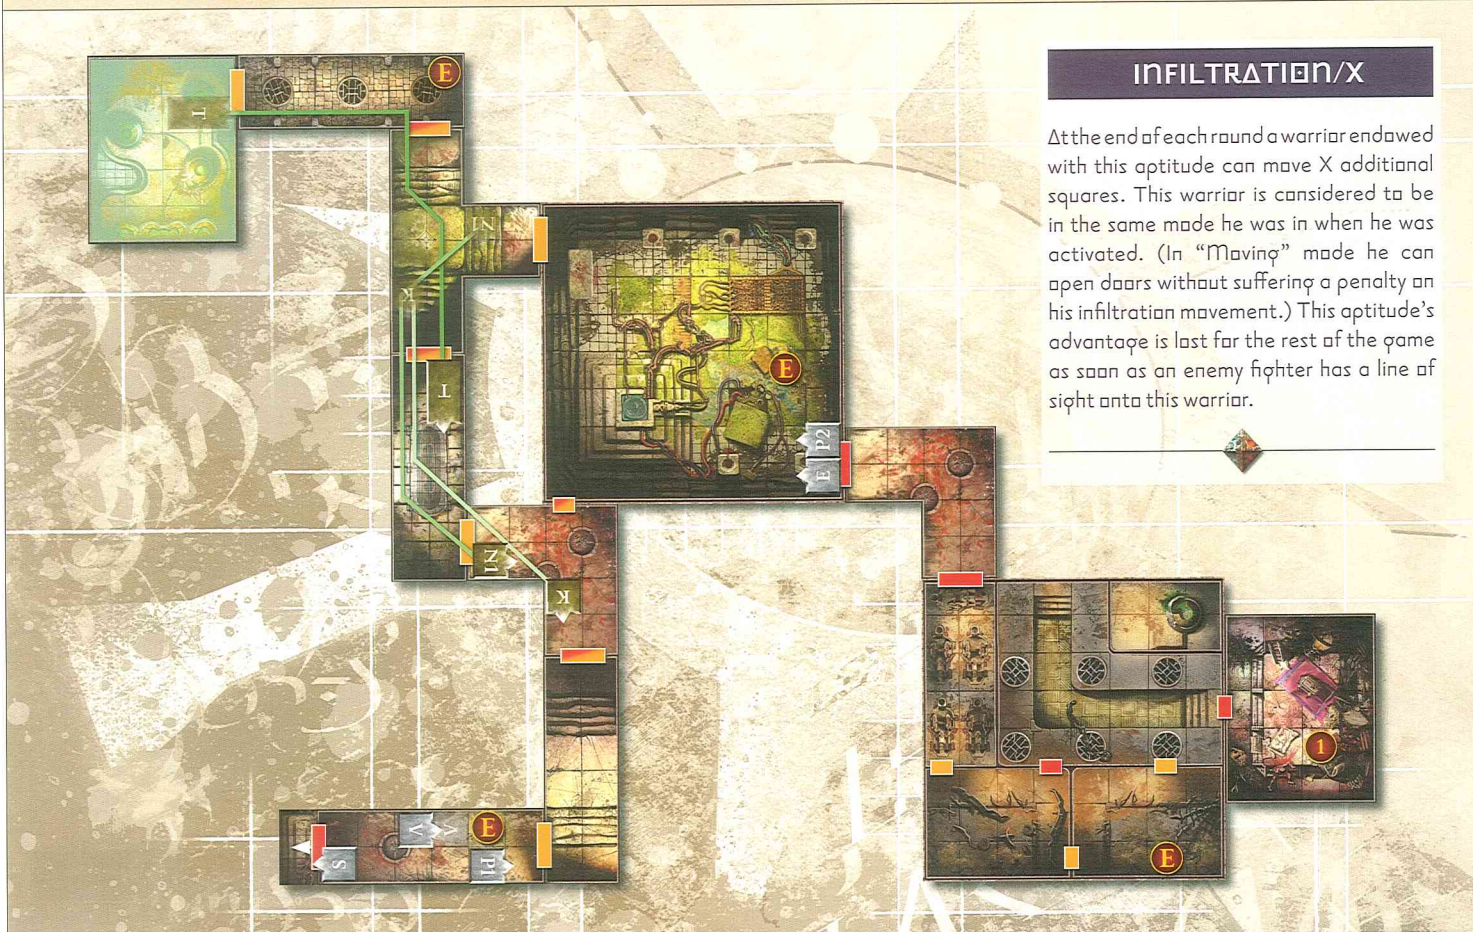 INFILTRATION/X
At the end of each round a warrior endowed
with this aptitude can move X additional
squares. This warrior is considered to be
in the same mode he was in when he was
activated. (In “Moving” mode he can
open doors without suffering a penalty on
his infiltration movement.) This aptitude’s
advantage is lost for the rest of the game
as soon as an enemy fighter has a line of
sight onto this warrior.
E
T
N1
K
T
E
P2
E
N1
K
1
V
V
E
S
P1
E